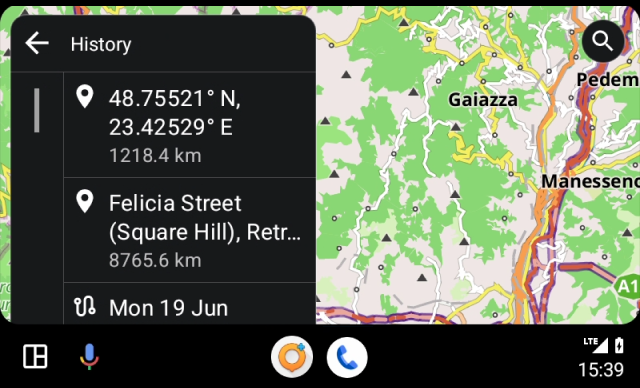 History
48.75521° N,
23.42529° E
1218.4 km
Felicia Street
(Square Hill), Retr...
8765.6 km
Mon 19 Jun
Gaiazza
Pedem
Manesseno
A1
LTE
15:39